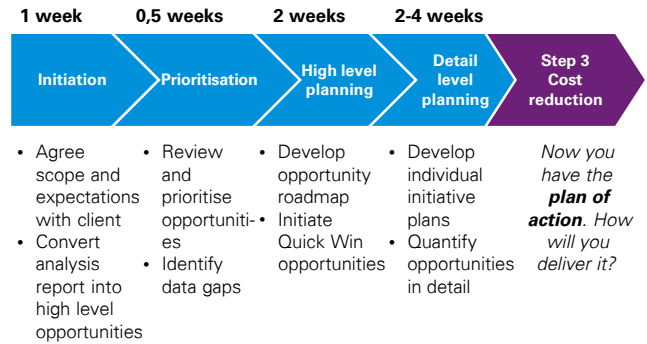 1 week
0,5 weeks
2 weeks
2-4 weeks
Initiation
Prioritisation
High level
planning
Detail
level
planning
Step 3
Cost
reduction
• Agree
scope and
expectations
with client
• Convert
analysis
report into
high level
opportunities
• Review
and
prioritise
opportuniti-
es
• Identify
data gaps
• Develop
opportunity
roadmap
• Initiate
Quick Win
opportunities
• Develop
individual
initiative
plans
• Quantify
opportunities
in detail
Now you
have the
plan of
action. How
will you
deliver it?